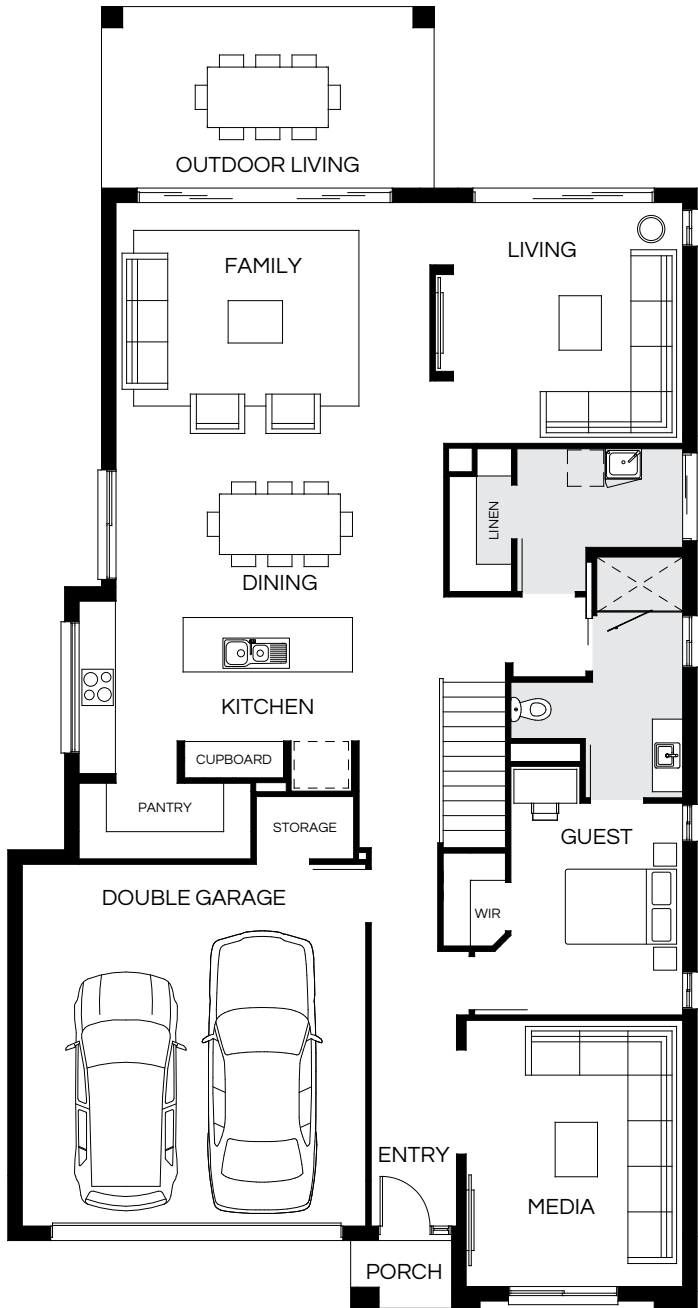 OUTDOOR LIVING
FAMILY
LIVING
LINEN
DINING
KITCHEN
CUPBOARD
PANTRY
STORAGE
GUEST
DOUBLE GARAGE
WIR
ENTRY
MEDIA
PORCH